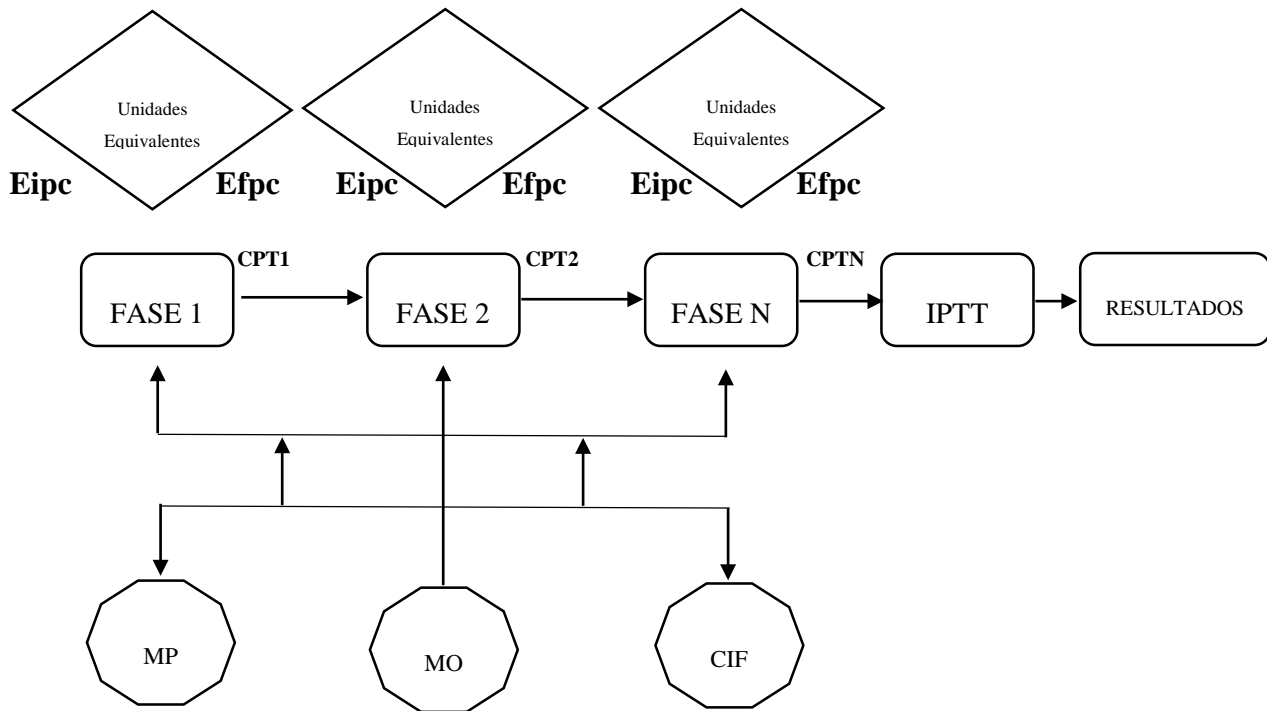 Unidades
Equivalentes
Unidades
Equivalentes
Unidades
Equivalentes
Eipc
Efpc
Eipc
Efpc
Eipc
Efpc
CPT1
CPT2
CPTN
FASE 1
FASE 2
FASE N
IPTT
RESULTADOS
MP
MO
CIF